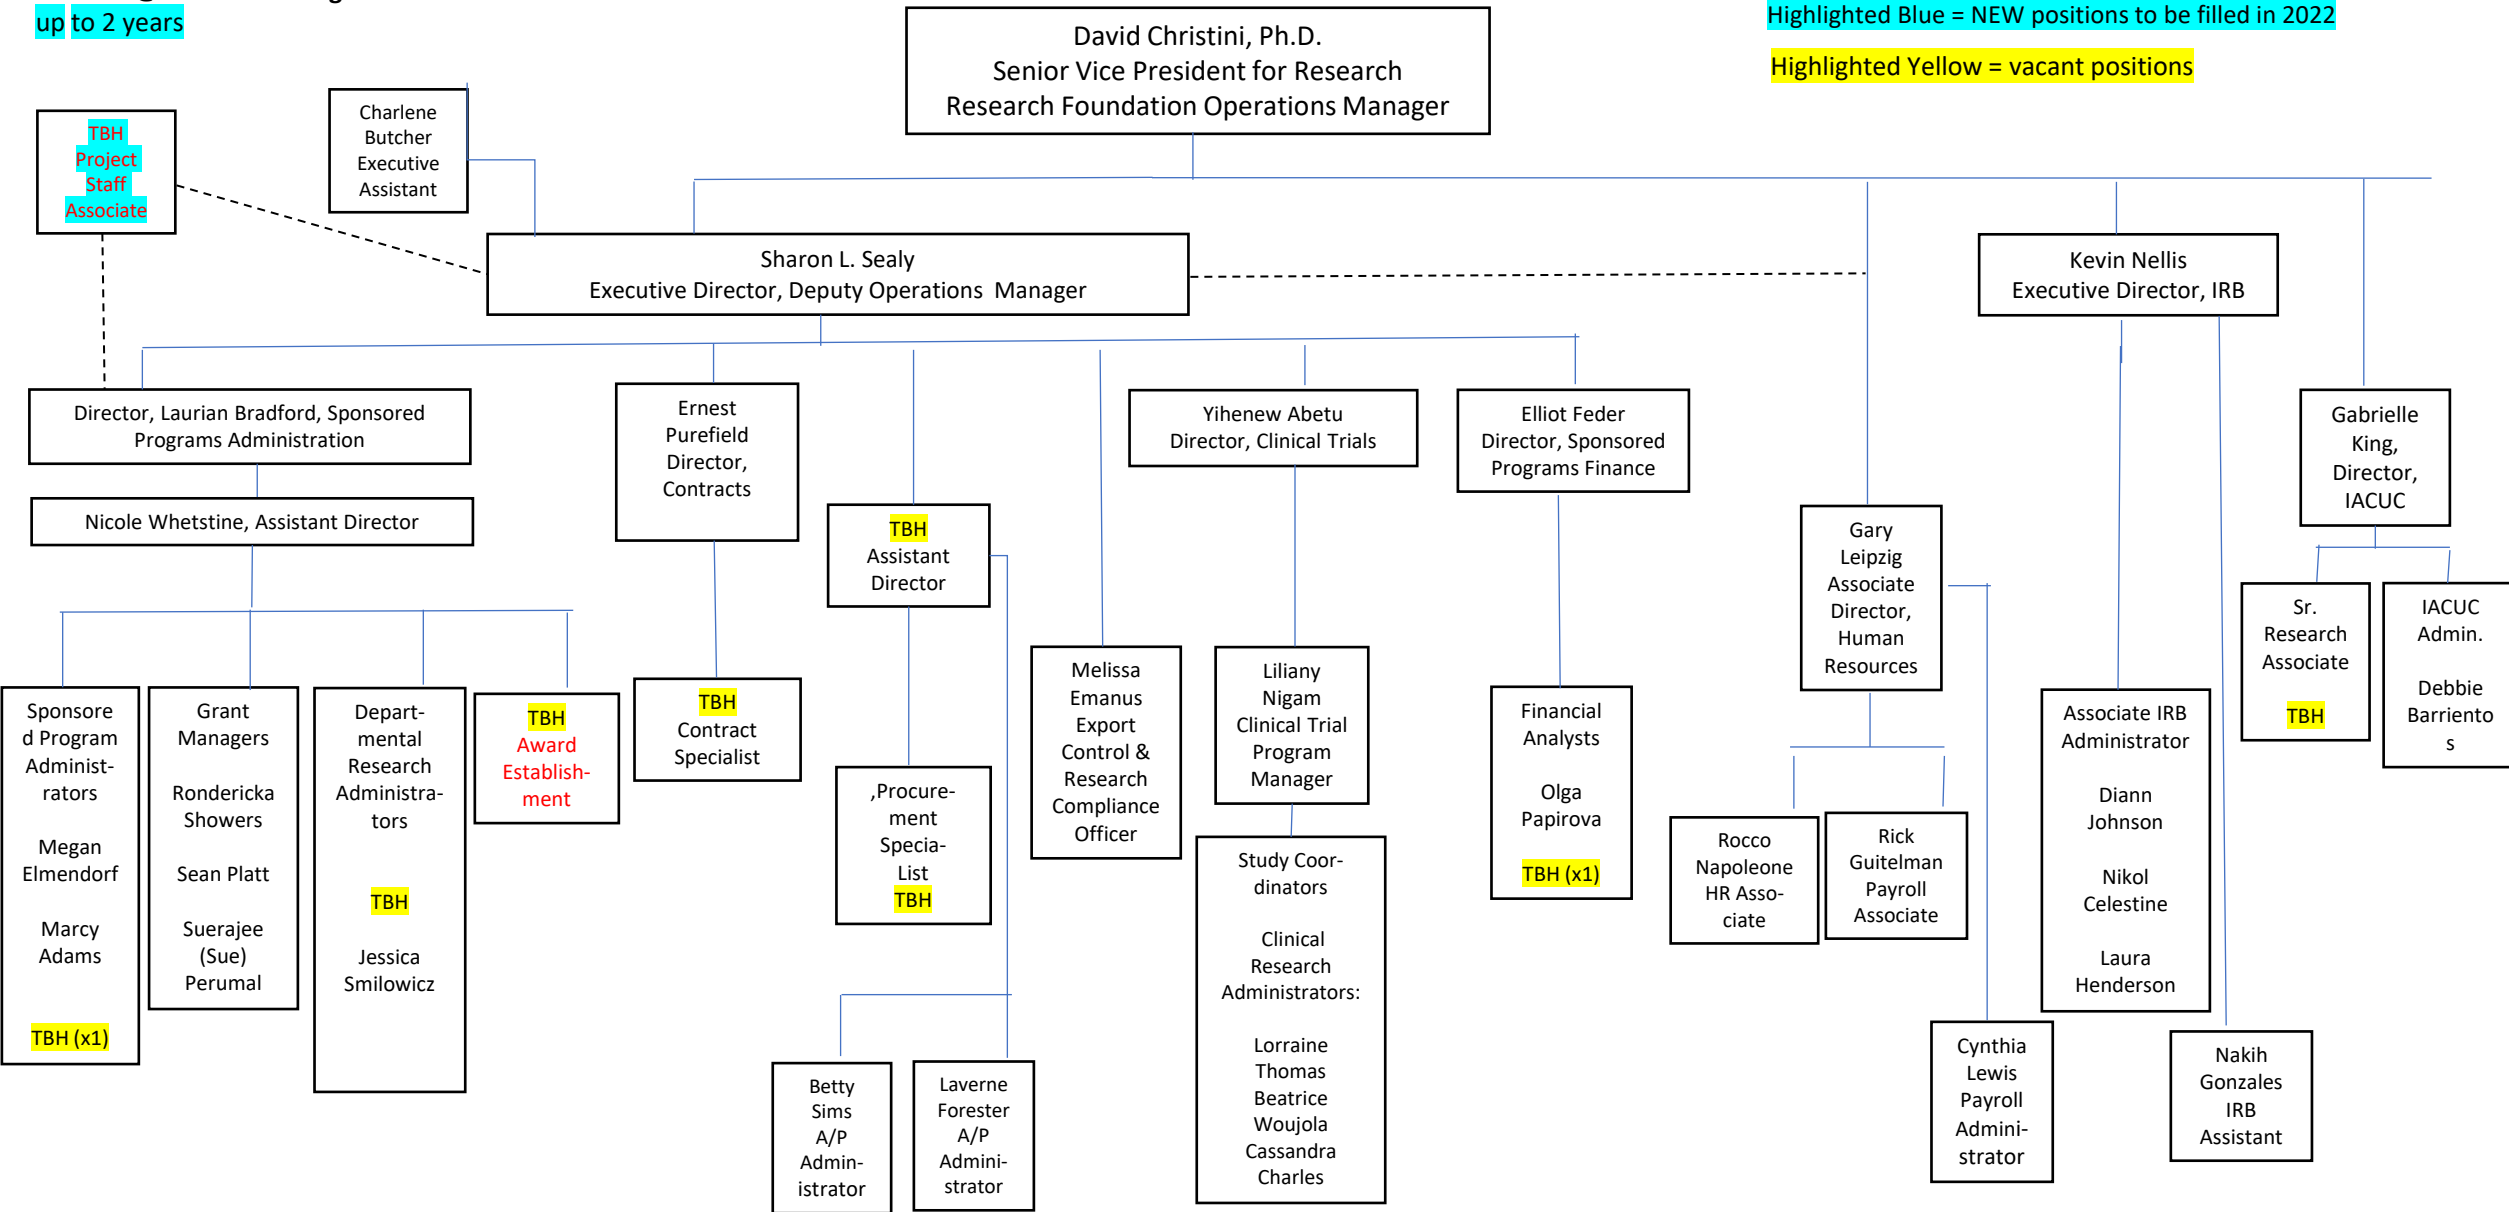 up to 2 years
Highlighted Blue = NEW positions to be filled in 2022
Highlighted Yellow = vacant positions
David Christini, Ph.D.
Senior Vice President for Research
Research Foundation Operations Manager
Charlene
Butcher
Executive
Assistant
TBH
Project
Staff
Associate
Sharon L. Sealy
Executive Director, Deputy Operations Manager
Kevin Nellis
Executive Director, IRB
Director, Laurian Bradford, Sponsored
Programs Administration
Ernest
Purefield
Director,
Contracts
Yihenew Abetu
Director, Clinical Trials
Elliot Feder
Director, Sponsored
Programs Finance
Gabrielle
King,
Director,
IACUC
Nicole Whetstine, Assistant Director
TBH
Assistant
Director
Gary
Leipzig
Associate
Director,
Human
Resources
Sr.
Research
Associate
TBH
IACUC
Admin.
Debbie
Barriento
s
Sponsore
d Program
Administ-
rators
Megan
Elmendorf
Marcy
Adams
TBH (x1)
Grant
Managers
Rondericka
Showers
Sean Platt
Suerajee
(Sue)
Perumal
Depart-
mental
Research
Administra-
tors
TBH
Jessica
Smilowicz
TBH
Award
Establish-
ment
TBH
Contract
Specialist
,Procure-
ment
Specia-
List
TBH
Melissa
Emanus
Export
Control &
Research
Compliance
Officer
Liliany
Nigam
Clinical Trial
Program
Manager
Study Coor-
dinators
Clinical
Research
Administrators:
Lorraine
Thomas
Beatrice
Woujola
Cassandra
Charles
Financial
Analysts
Olga
Papirova
TBH (x1)
Rocco
Napoleone
HR Asso-
ciate
Rick
Guitelman
Payroll
Associate
Associate IRB
Administrator
Diann
Johnson
Nikol
Celestine
Laura
Henderson
Betty
Sims
A/P
Admin-
istrator
Laverne
Forester
A/P
Admini-
strator
Cynthia
Lewis
Payroll
Admini-
strator
Nakih
Gonzales
IRB
Assistant